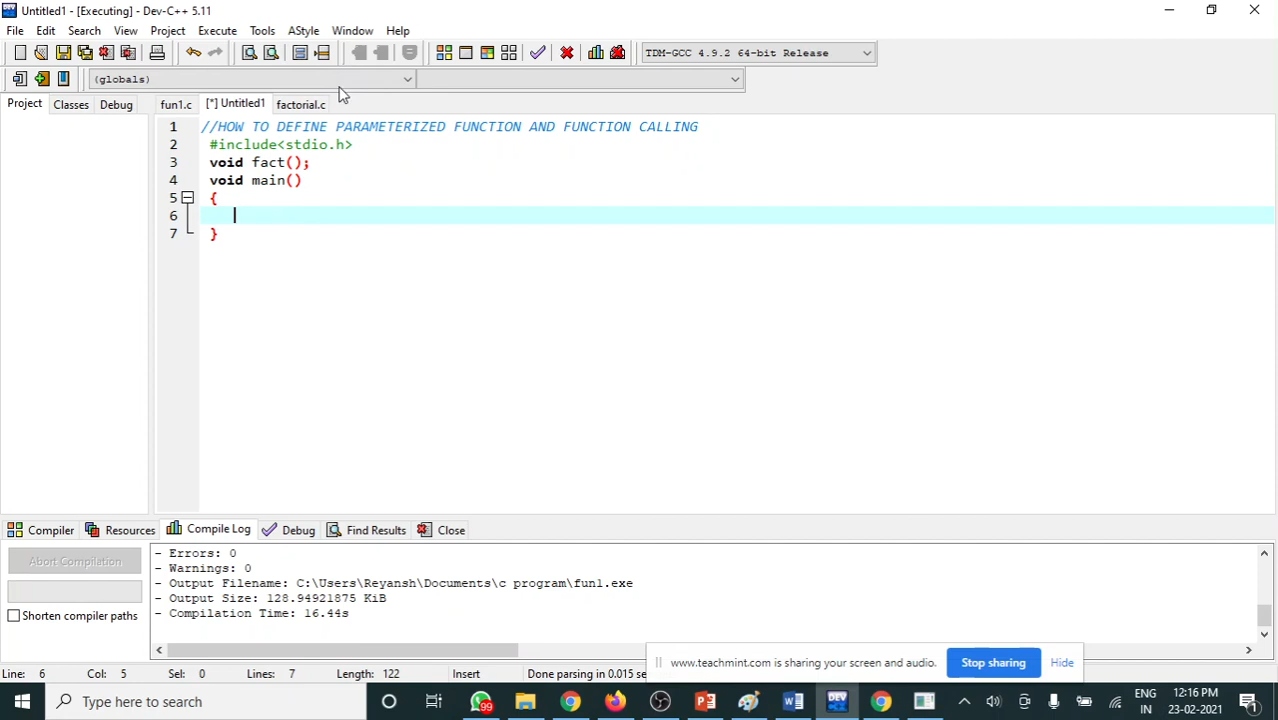 Untitled1 - [Executing] - Dev-C++ 5.11
File Edit Search View Project Execute Tools AStyle Window Help
TDM-GCC 4.9.2 64-bit Release
(globals)
Project Classes Debug fun1.c [*] Untitled1 factorial.c
1 //HOW TO DEFINE PARAMETERIZED FUNCTION AND FUNCTION CALLING
2 #include<stdio.h>
3 void fact();
4 void main()
5 {
6
7 }
Compiler Resources Compile Log Debug Find Results Close
Abort Compilation
Shorten compiler paths
- Errors: 0
- Warnings: 0
- Output Filename: C:\Users\Reyansh\Documents\c program\fun1.exe
- Output Size: 128.94921875 KiB
- Compilation Time: 16.44s
www.teachmint.com is sharing your screen and audio. Stop sharing Hide
Line: 6 Col: 5 Sel: 0 Lines: 7 Length: 122 Insert Done parsing in 0.015 se
Type here to search
99
ENG
IN
12:16 PM
23-02-2021
1